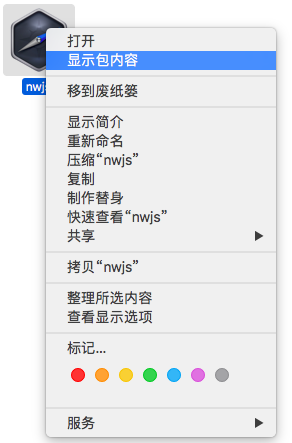 打开
显示包内容
nwjs
移到废纸篓
显示简介
重新命名
压缩“nwjs”
复制
制作替身
快速查看“nwjs”
共享
拷贝“nwjs”
整理所选内容
查看显示选项
标记...
服务